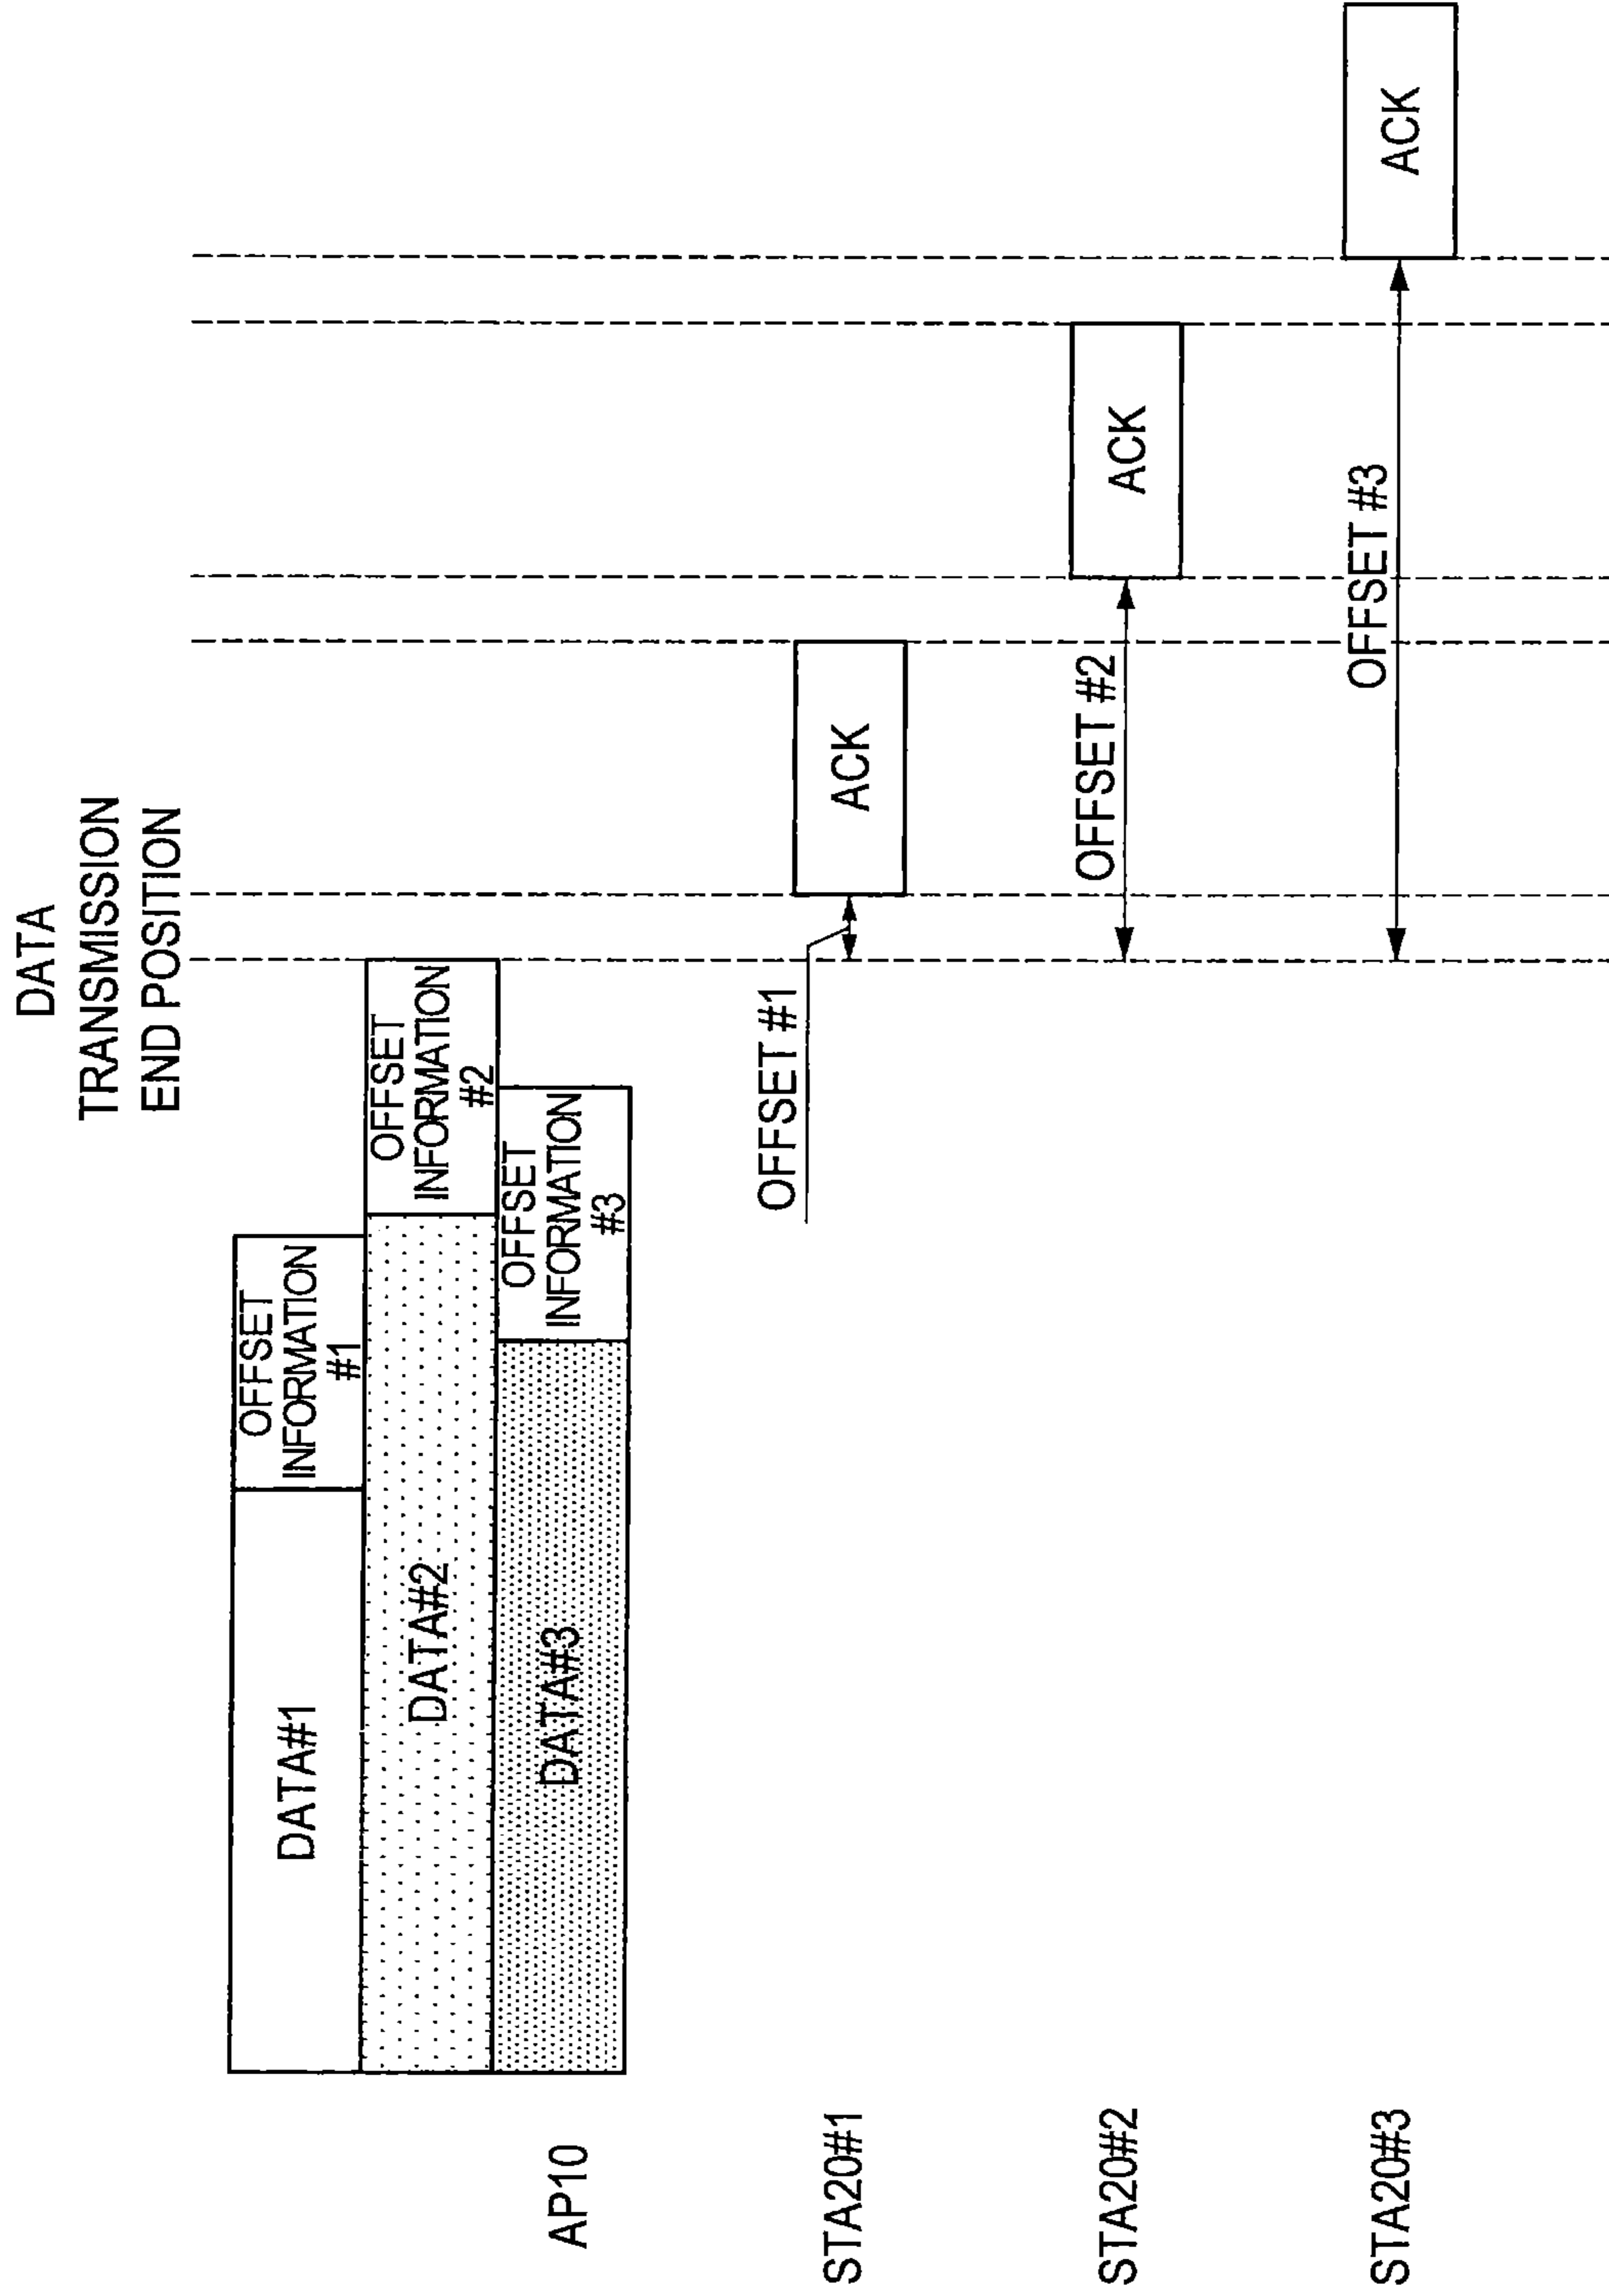 DATA
TRANSMISSION
END POSITION
DATA#1
OFFSET
INFORMATION
#1
DATA#2
OFFSET
INFORMATION
#2
AP10
DATA#3
OFFSET
INFORMATION
#3
OFFSET #1
STA20#1
ACK
OFFSET #2
STA20#2
ACK
OFFSET #3
STA20#3
ACK